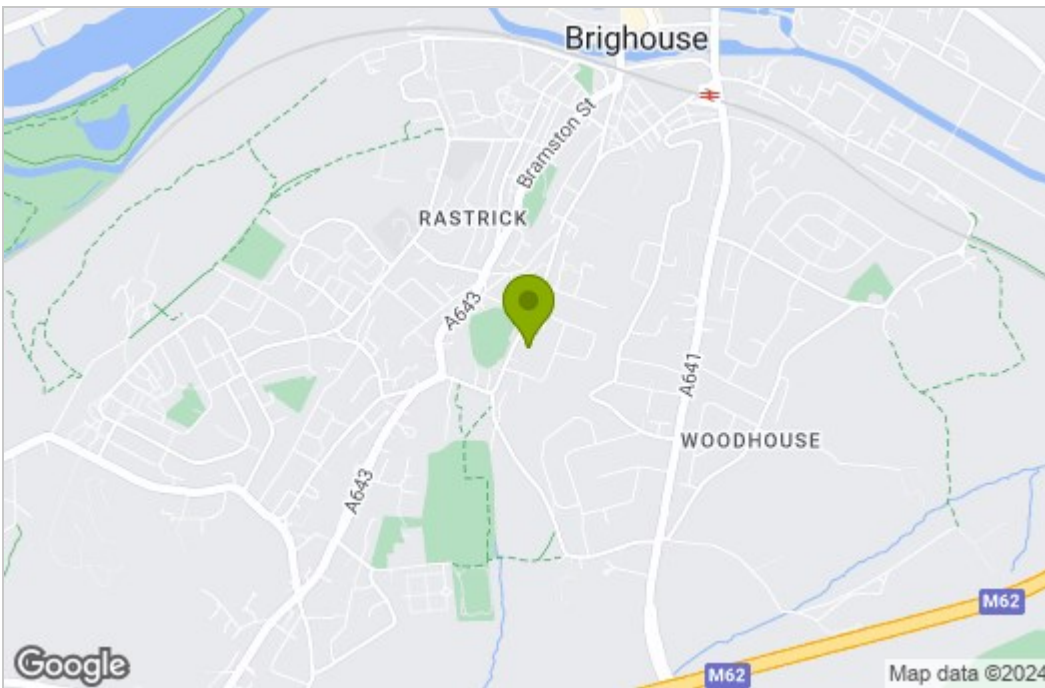 Brighouse
Bramston St
RASTRICK
A643
A641
WOODHOUSE
A643
M62
M62
Google
Map data ©2024